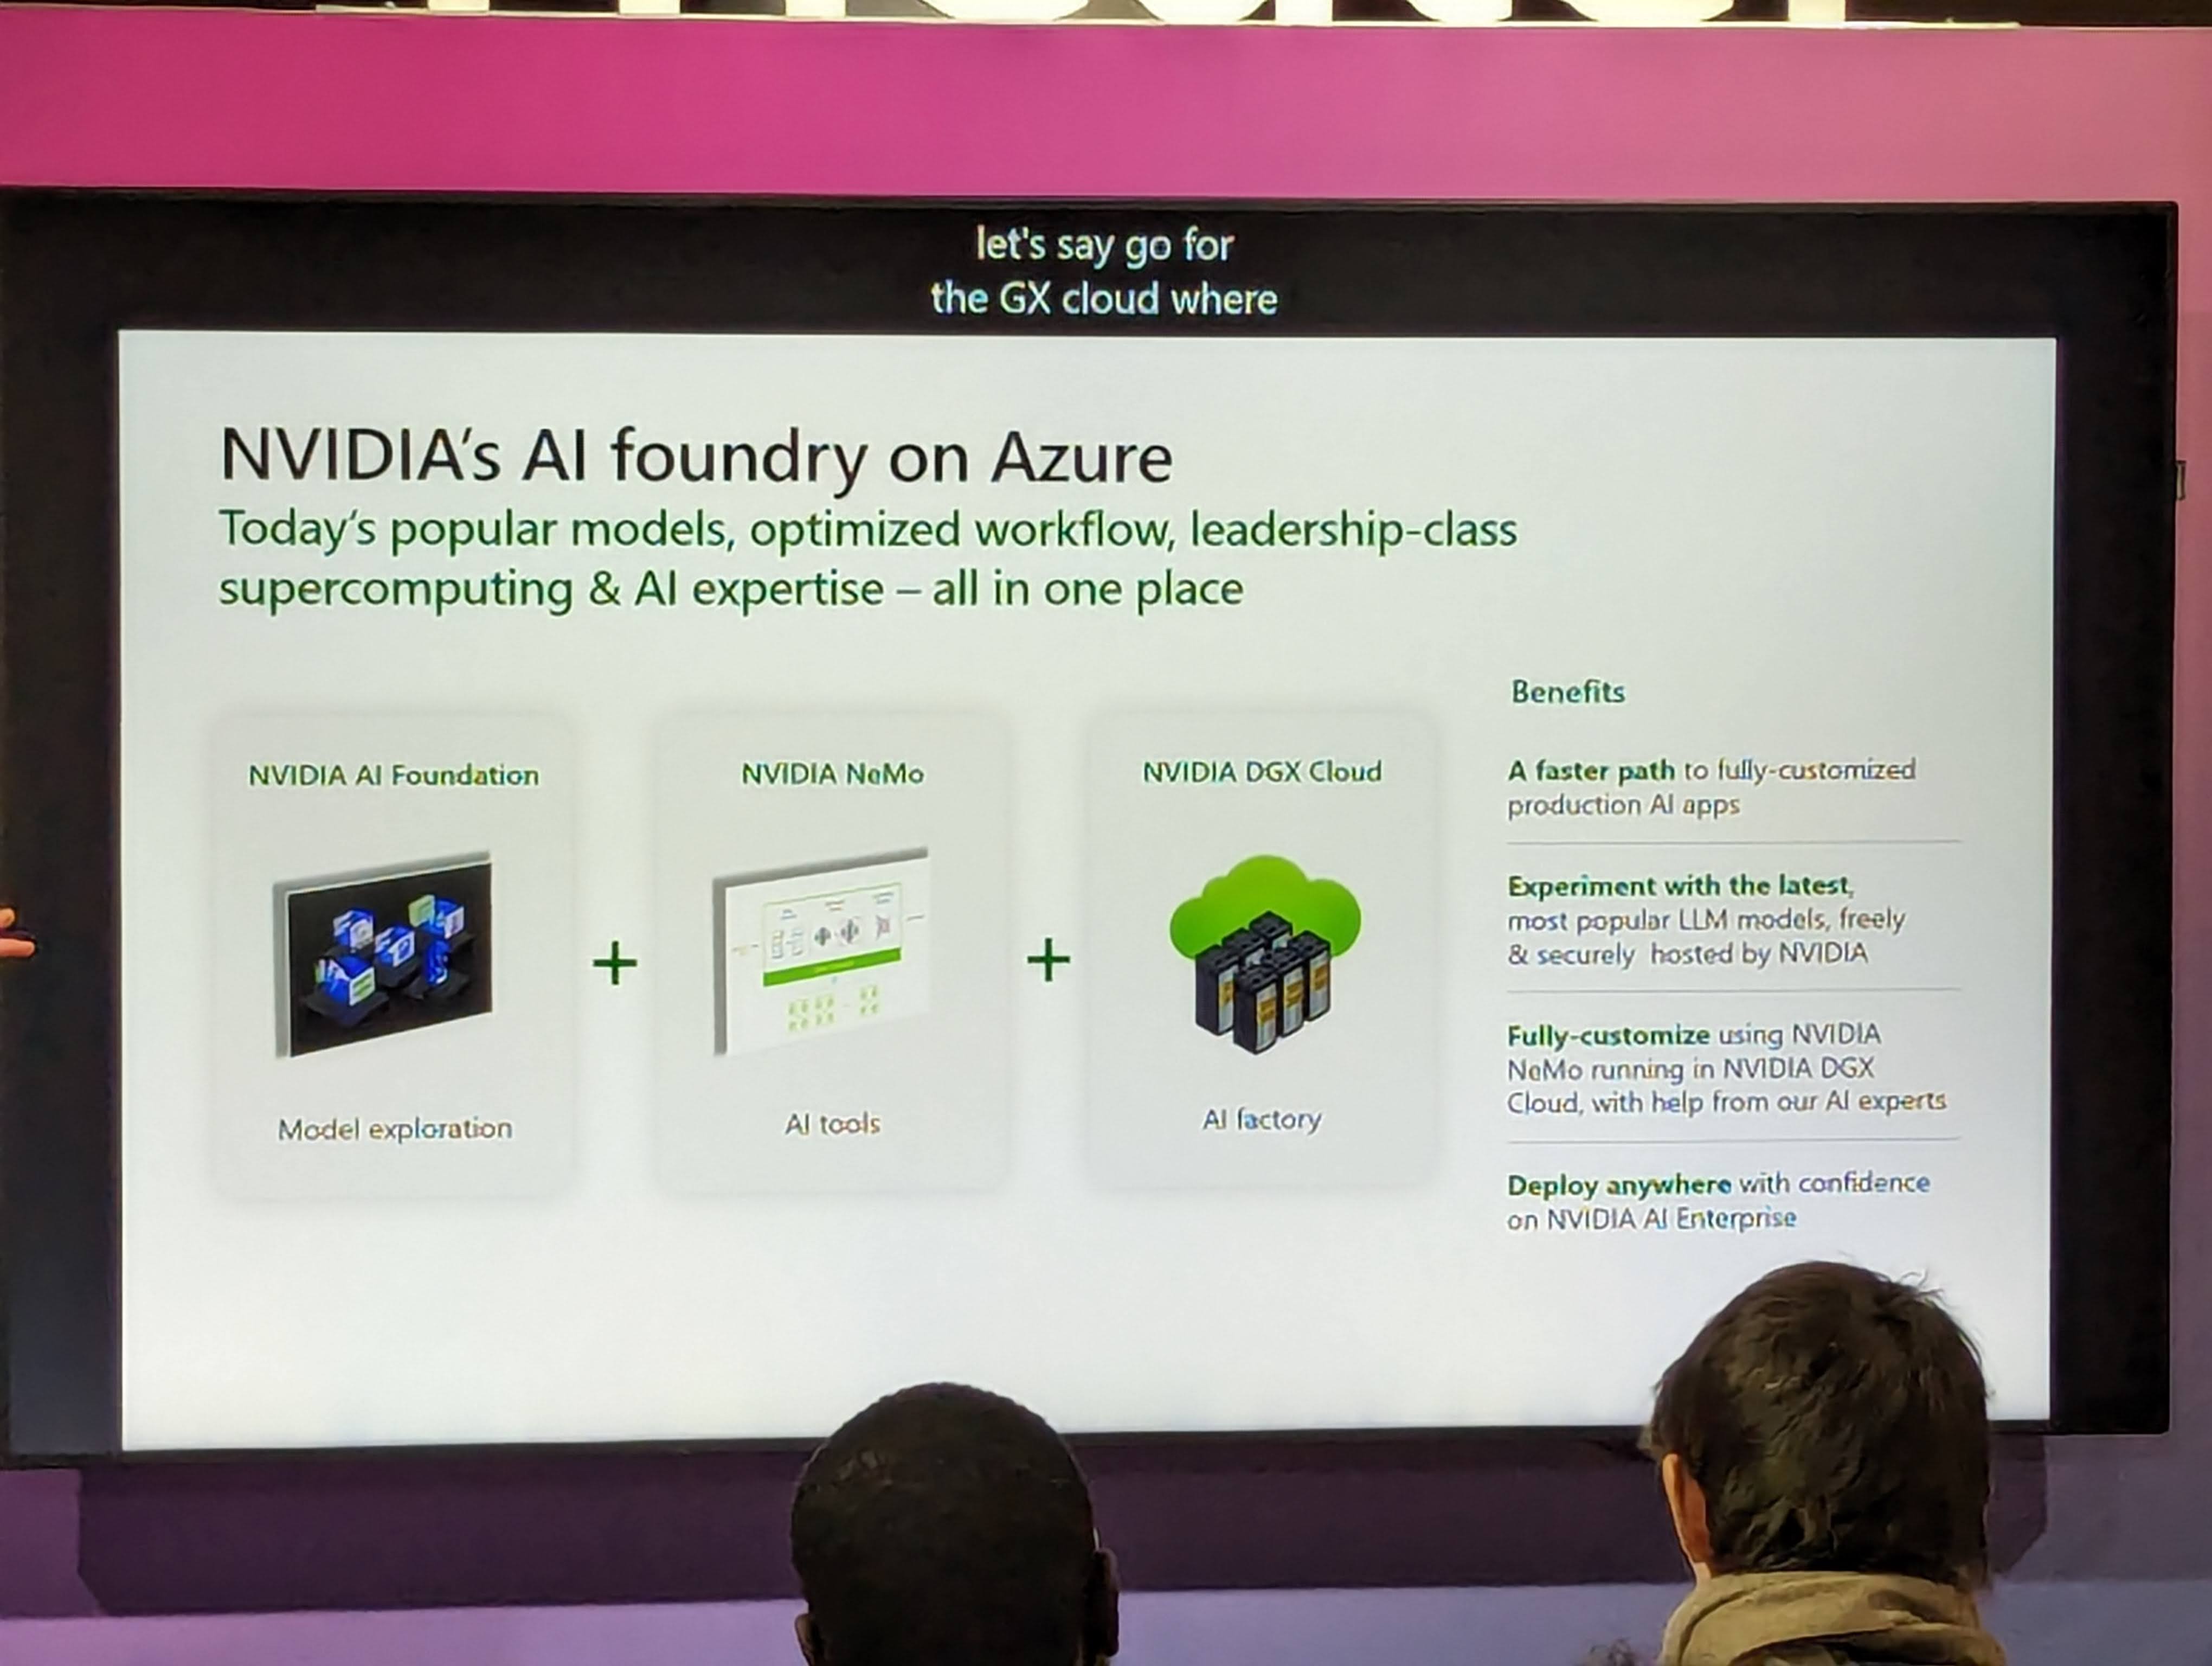 let's say go for
the GX cloud where
NVIDIA's AI foundry on Azure
Today's popular models, optimized workflow, leadership-class
supercomputing & AI expertise – all in one place
NVIDIA AI Foundation
Model exploration
+
NVIDIA NeMo
AI tools
+
NVIDIA DGX Cloud
AI factory
Benefits
A faster path to fully-customized
production AI apps
Experiment with the latest,
most popular LLM models, freely
& securely hosted by NVIDIA
Fully-customize using NVIDIA
NeMo running in NVIDIA DGX
Cloud, with help from our AI experts
Deploy anywhere with confidence
on NVIDIA AI Enterprise